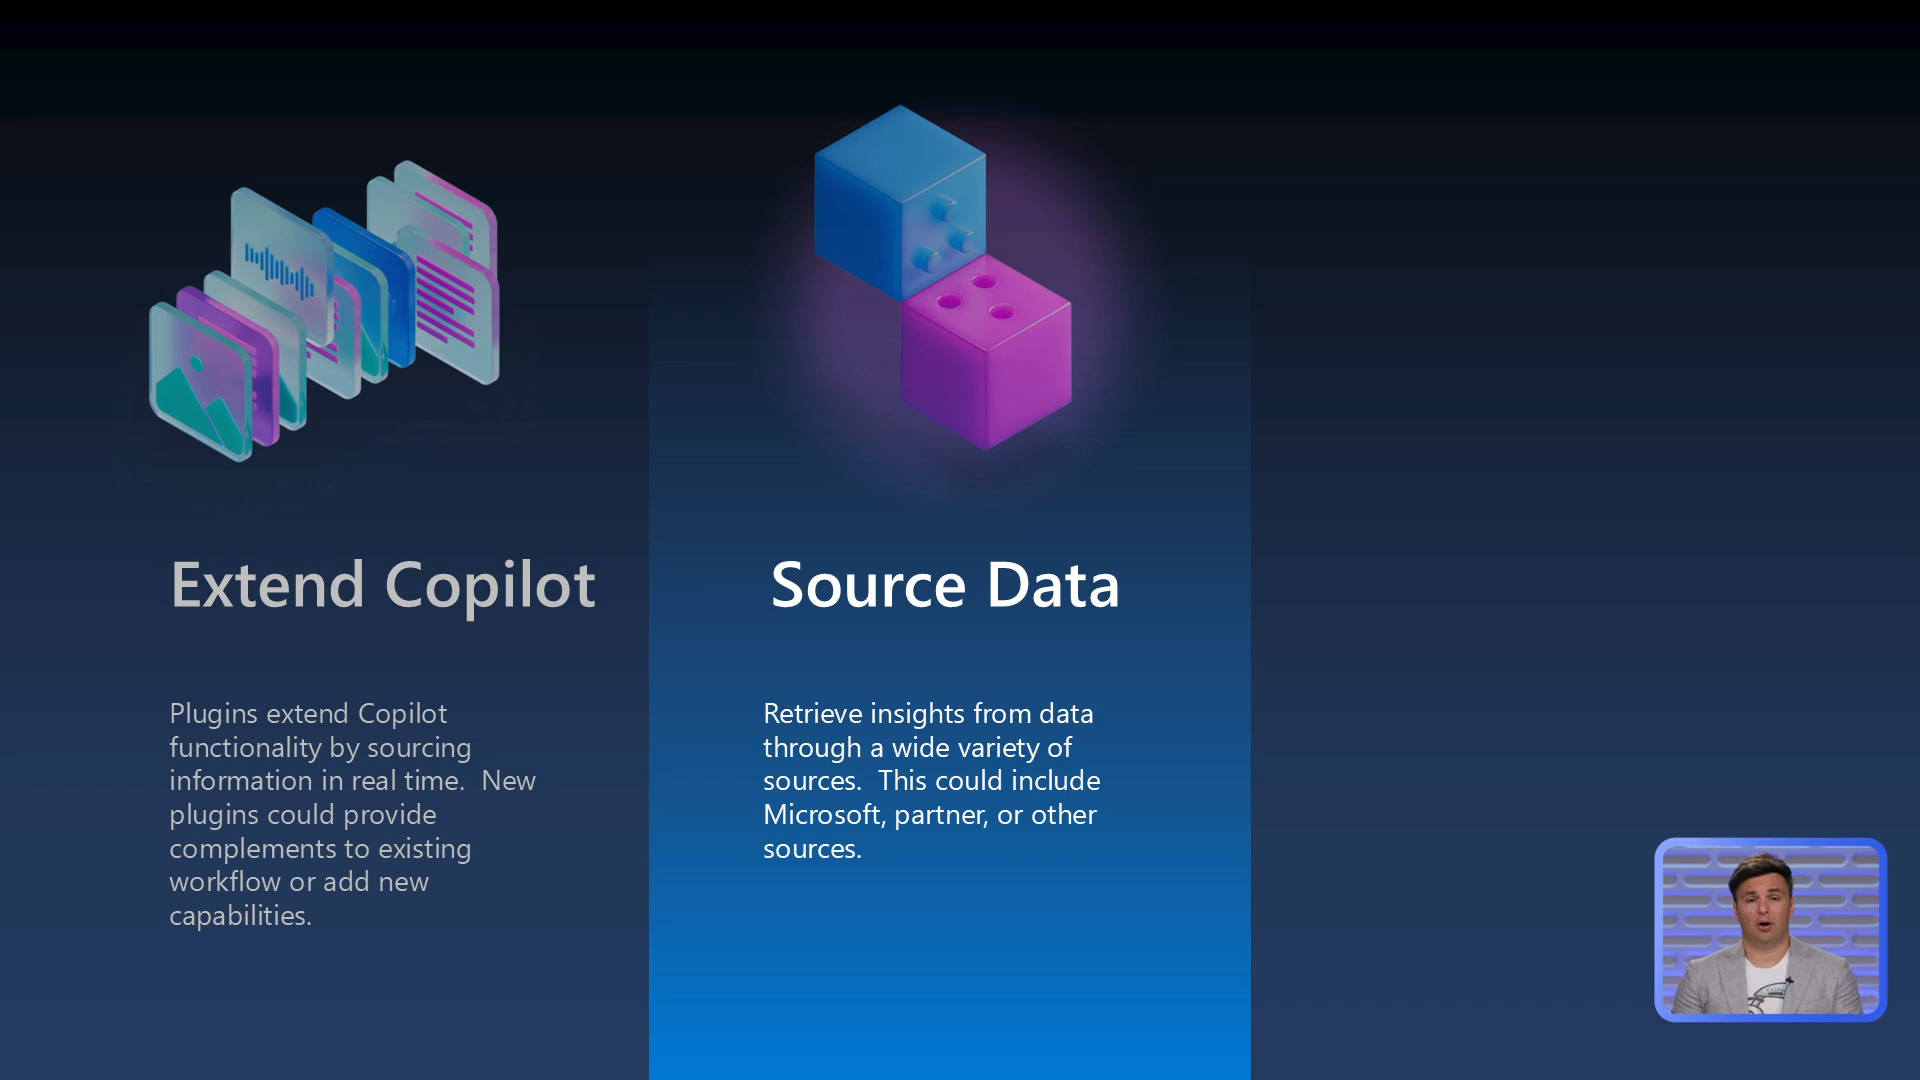 Extend Copilot
Plugins extend Copilot
functionality by sourcing
information in real time.  New
plugins could provide
complements to existing
workflow or add new
capabilities.
Source Data
Retrieve insights from data
through a wide variety of
sources.  This could include
Microsoft, partner, or other
sources.